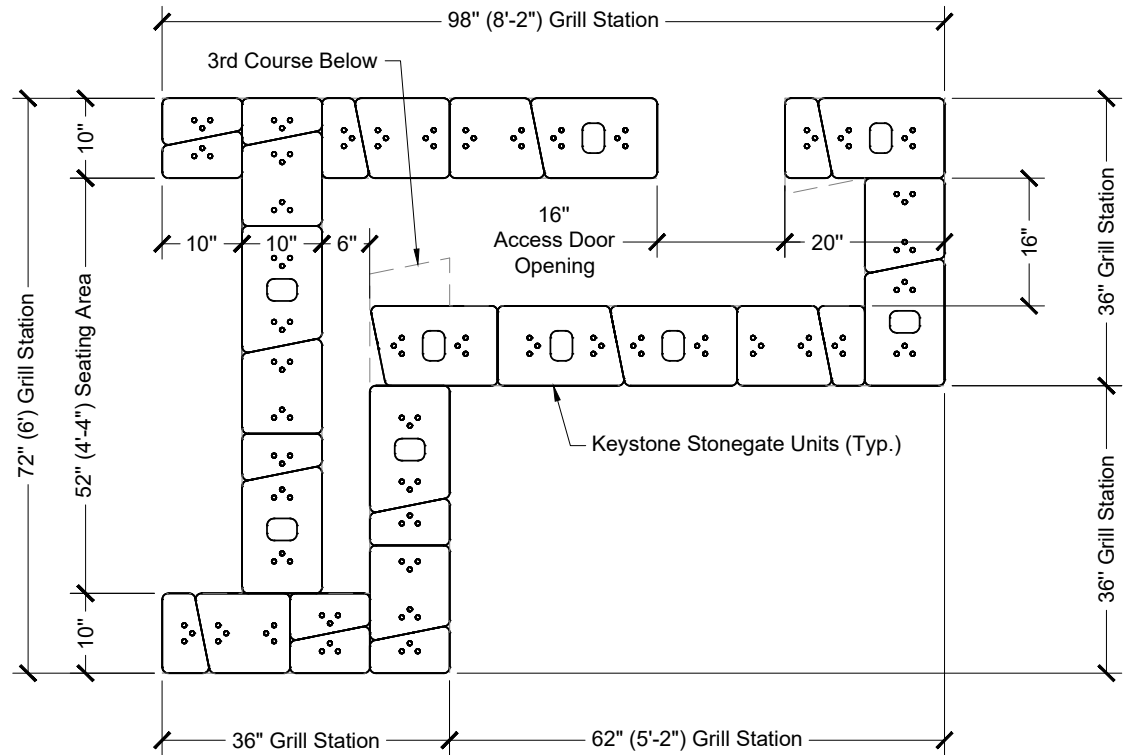 98" (8'-2") Grill Station
3rd Course Below
10"
72" (6') Grill Station
52" (4'-4") Seating Area
10"
10"
10"
6"
16"
Access Door
Opening
20"
16"
36" Grill Station
Keystone Stonegate Units (Typ.)
36" Grill Station
36" Grill Station
62" (5'-2") Grill Station